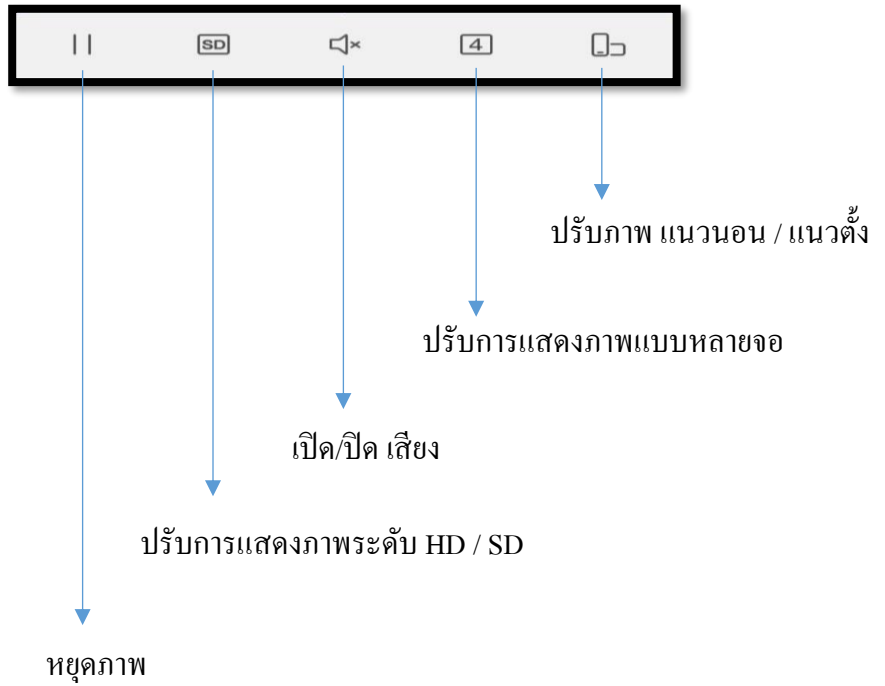 SD
4
ปรับภาพ แนวนอน / แนวตั้ง
ปรับการแสดงภาพแบบหลายจอ
เปิด/ปิด เสียง
ปรับการแสดงภาพระดับ HD / SD
หยุดภาพ